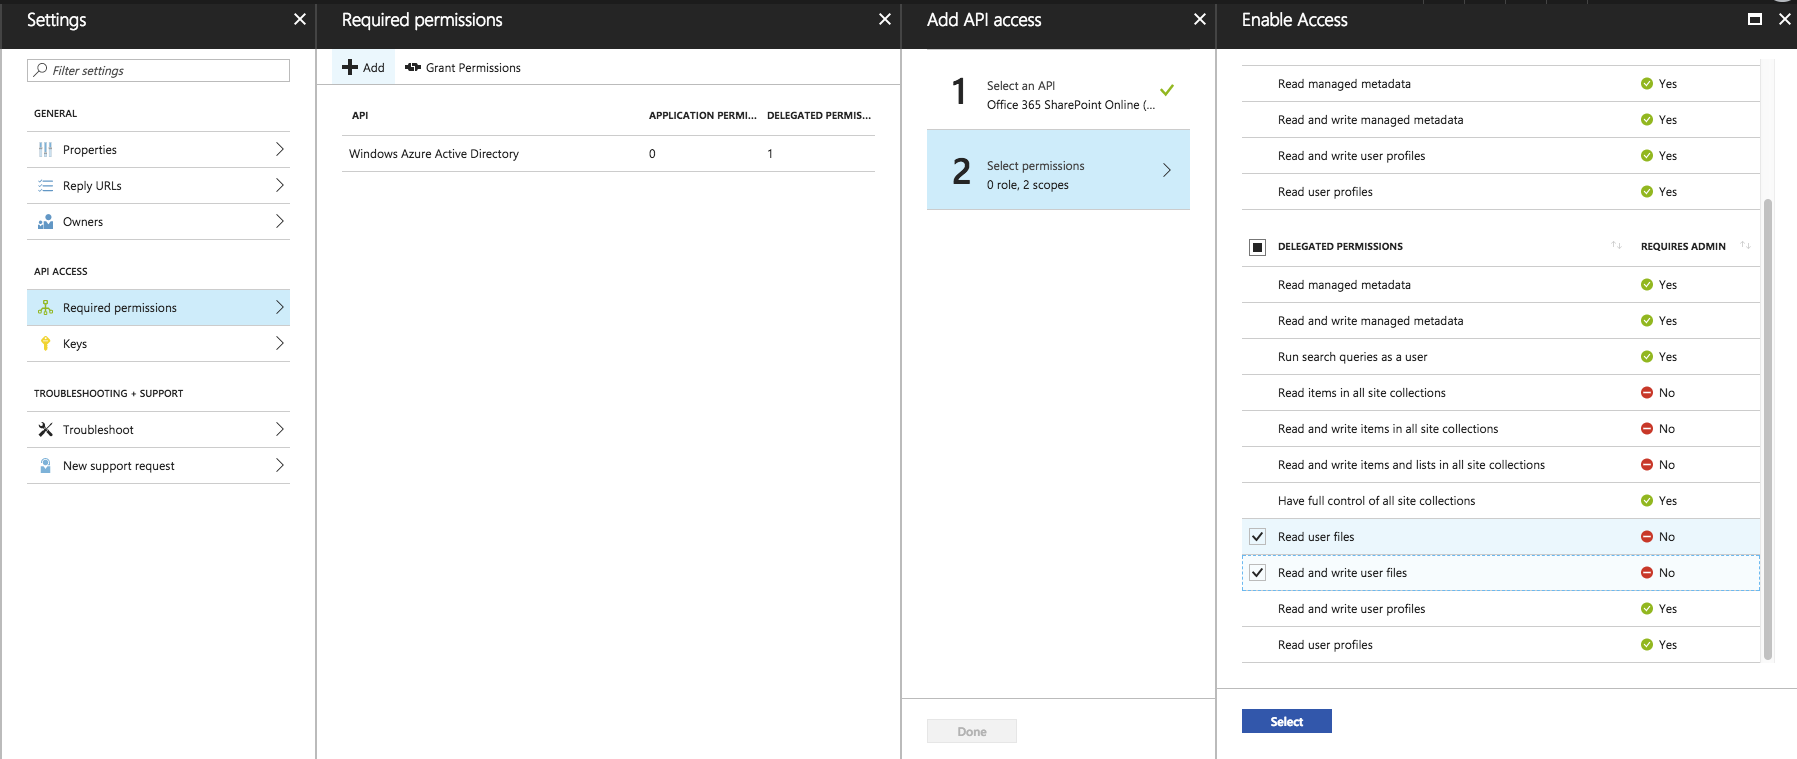 Settings
Filter settings
GENERAL
Properties
Reply URLs
Owners
API ACCESS
Required permissions
Keys
TROUBLESHOOTING + SUPPORT
Troubleshoot
New support request
Required permissions
Add
Grant Permissions
API
APPLICATION PERMI...
DELEGATED PERMIS...
Windows Azure Active Directory
0
1
Add API access
1
Select an API
Office 365 SharePoint Online (...
2
Select permissions
0 role, 2 scopes
Done
Enable Access
Read managed metadata Yes
Read and write managed metadata Yes
Read and write user profiles Yes
Read user profiles Yes
DELEGATED PERMISSIONS REQUIRES ADMIN
Read managed metadata Yes
Read and write managed metadata Yes
Run search queries as a user Yes
Read items in all site collections No
Read and write items in all site collections No
Read and write items and lists in all site collections No
Have full control of all site collections Yes
Read user files No
Read and write user files No
Read and write user profiles Yes
Read user profiles Yes
Select